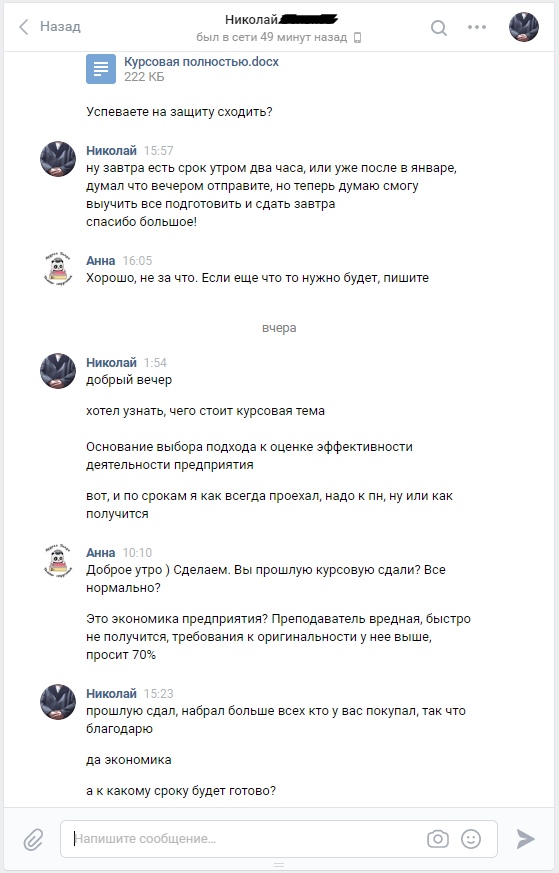 Назад
Николай
был в сети 49 минут назад
Курсовая полностью.docx
222 КБ
Успеваете на защиту сходить?
Николай 15:57
ну завтра есть срок утром два часа, или уже после в январе,
думал что вечером отправите, но теперь думаю смогу
выучить все подготовить и сдать завтра
спасибо большое!
Анна 16:05
Хорошо, не за что. Если еще что то нужно будет, пишите
вчера
Николай 1:54
добрый вечер
хотел узнать, чего стоит курсовая тема
Основание выбора подхода к оценке эффективности
деятельности предприятия
вот, и по срокам я как всегда проехал, надо к пн, ну или как
получится
Анна 10:10
Доброе утро ) Сделаем. Вы прошлую курсовую сдали? Все
нормально?
Это экономика предприятия? Преподаватель вредная, быстро
не получится, требования к оригинальности у нее выше,
просит 70%
Николай 15:23
прошлую сдал, набрал больше всех кто у вас покупал, так что
благодарю
да экономика
а к какому сроку будет готово?
Напишите сообщение...